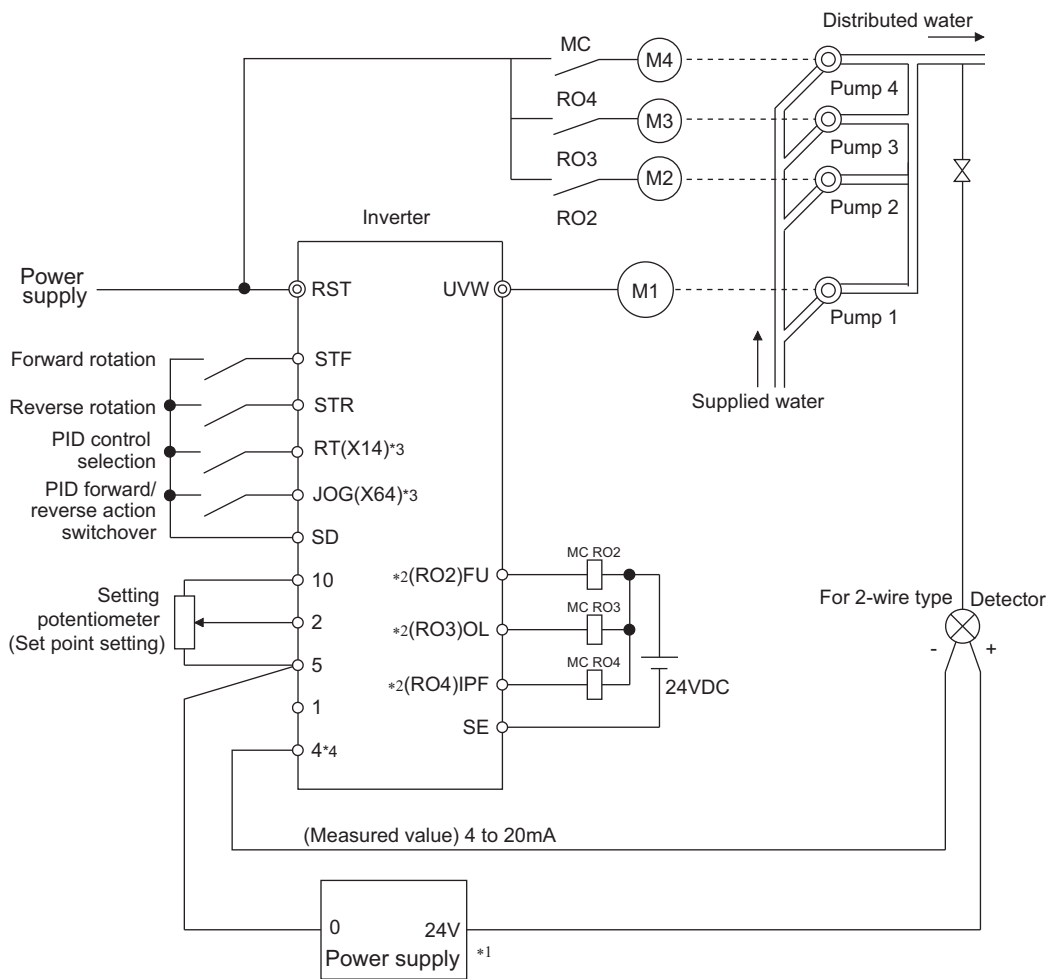 Distributed water
MC
M4
Pump 4
RO4
M3
Pump 3
RO3
M2
Pump 2
RO2
Inverter
Power
supply
RST
UVW
M1
Pump 1
Supplied water
Forward rotation
STF
Reverse rotation
STR
PID control
selection
RT(X14)*3
PID forward/
reverse action
switchover
JOG(X64)*3
SD
Setting
potentiometer
(Set point setting)
10
2
5
1
4*4
*2(RO2)FU
MC RO2
*2(RO3)OL
MC RO3
*2(RO4)IPF
MC RO4
SE
24VDC
For 2-wire type
Detector
- +
(Measured value) 4 to 20mA
0 24V
Power supply *1